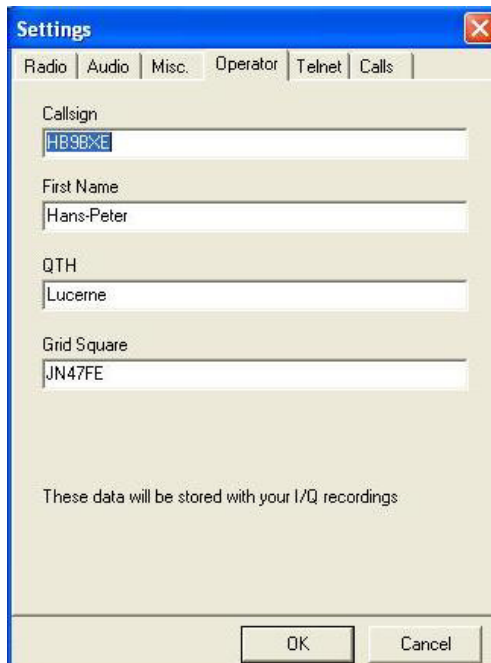 Settings
Radio Audio Misc. Operator Telnet Calls
Callsign
HB9BXE
First Name
Hans-Peter
QTH
Lucerne
Grid Square
JN47FE
These data will be stored with your I/Q recordings
OK Cancel